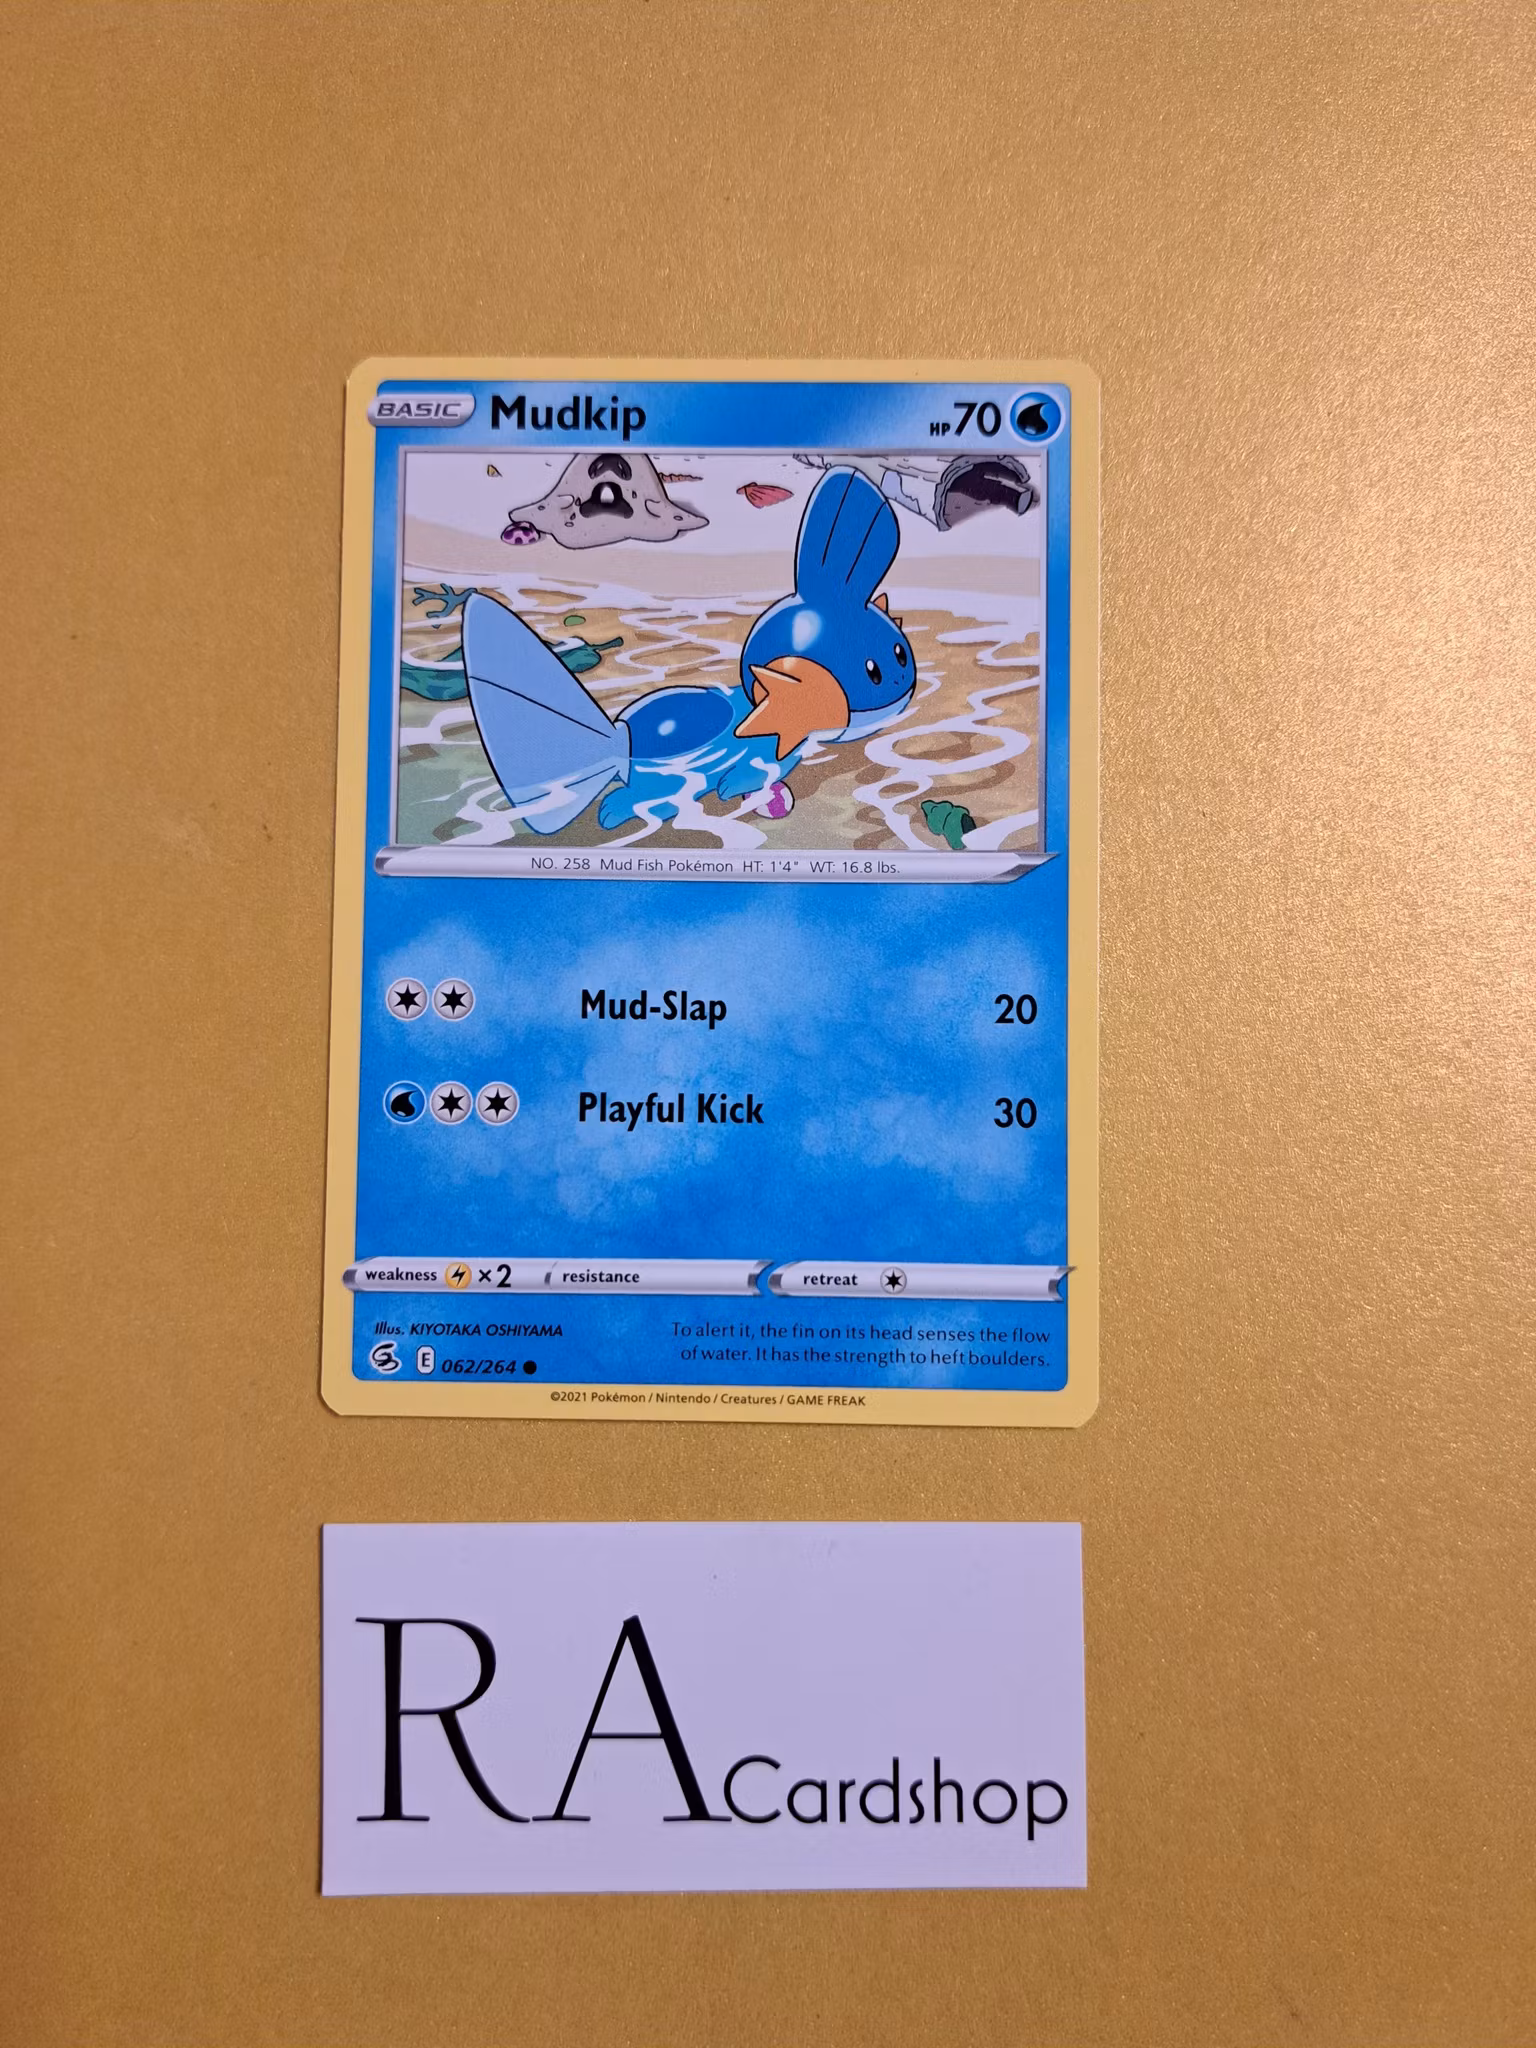 BASIC Mudkip HP70
NO. 258 Mud Fish Pokémon HT: 1'4" WT: 16.8 lbs.
Mud-Slap 20
Playful Kick 30
weakness ×2 resistance retreat
Illus. KIYOTAKA OSHIYAMA
To alert it, the fin on its head senses the flow
of water. It has the strength to heft boulders.
E 062/264
©2021 Pokémon / Nintendo / Creatures / GAME FREAK
RA Cardshop